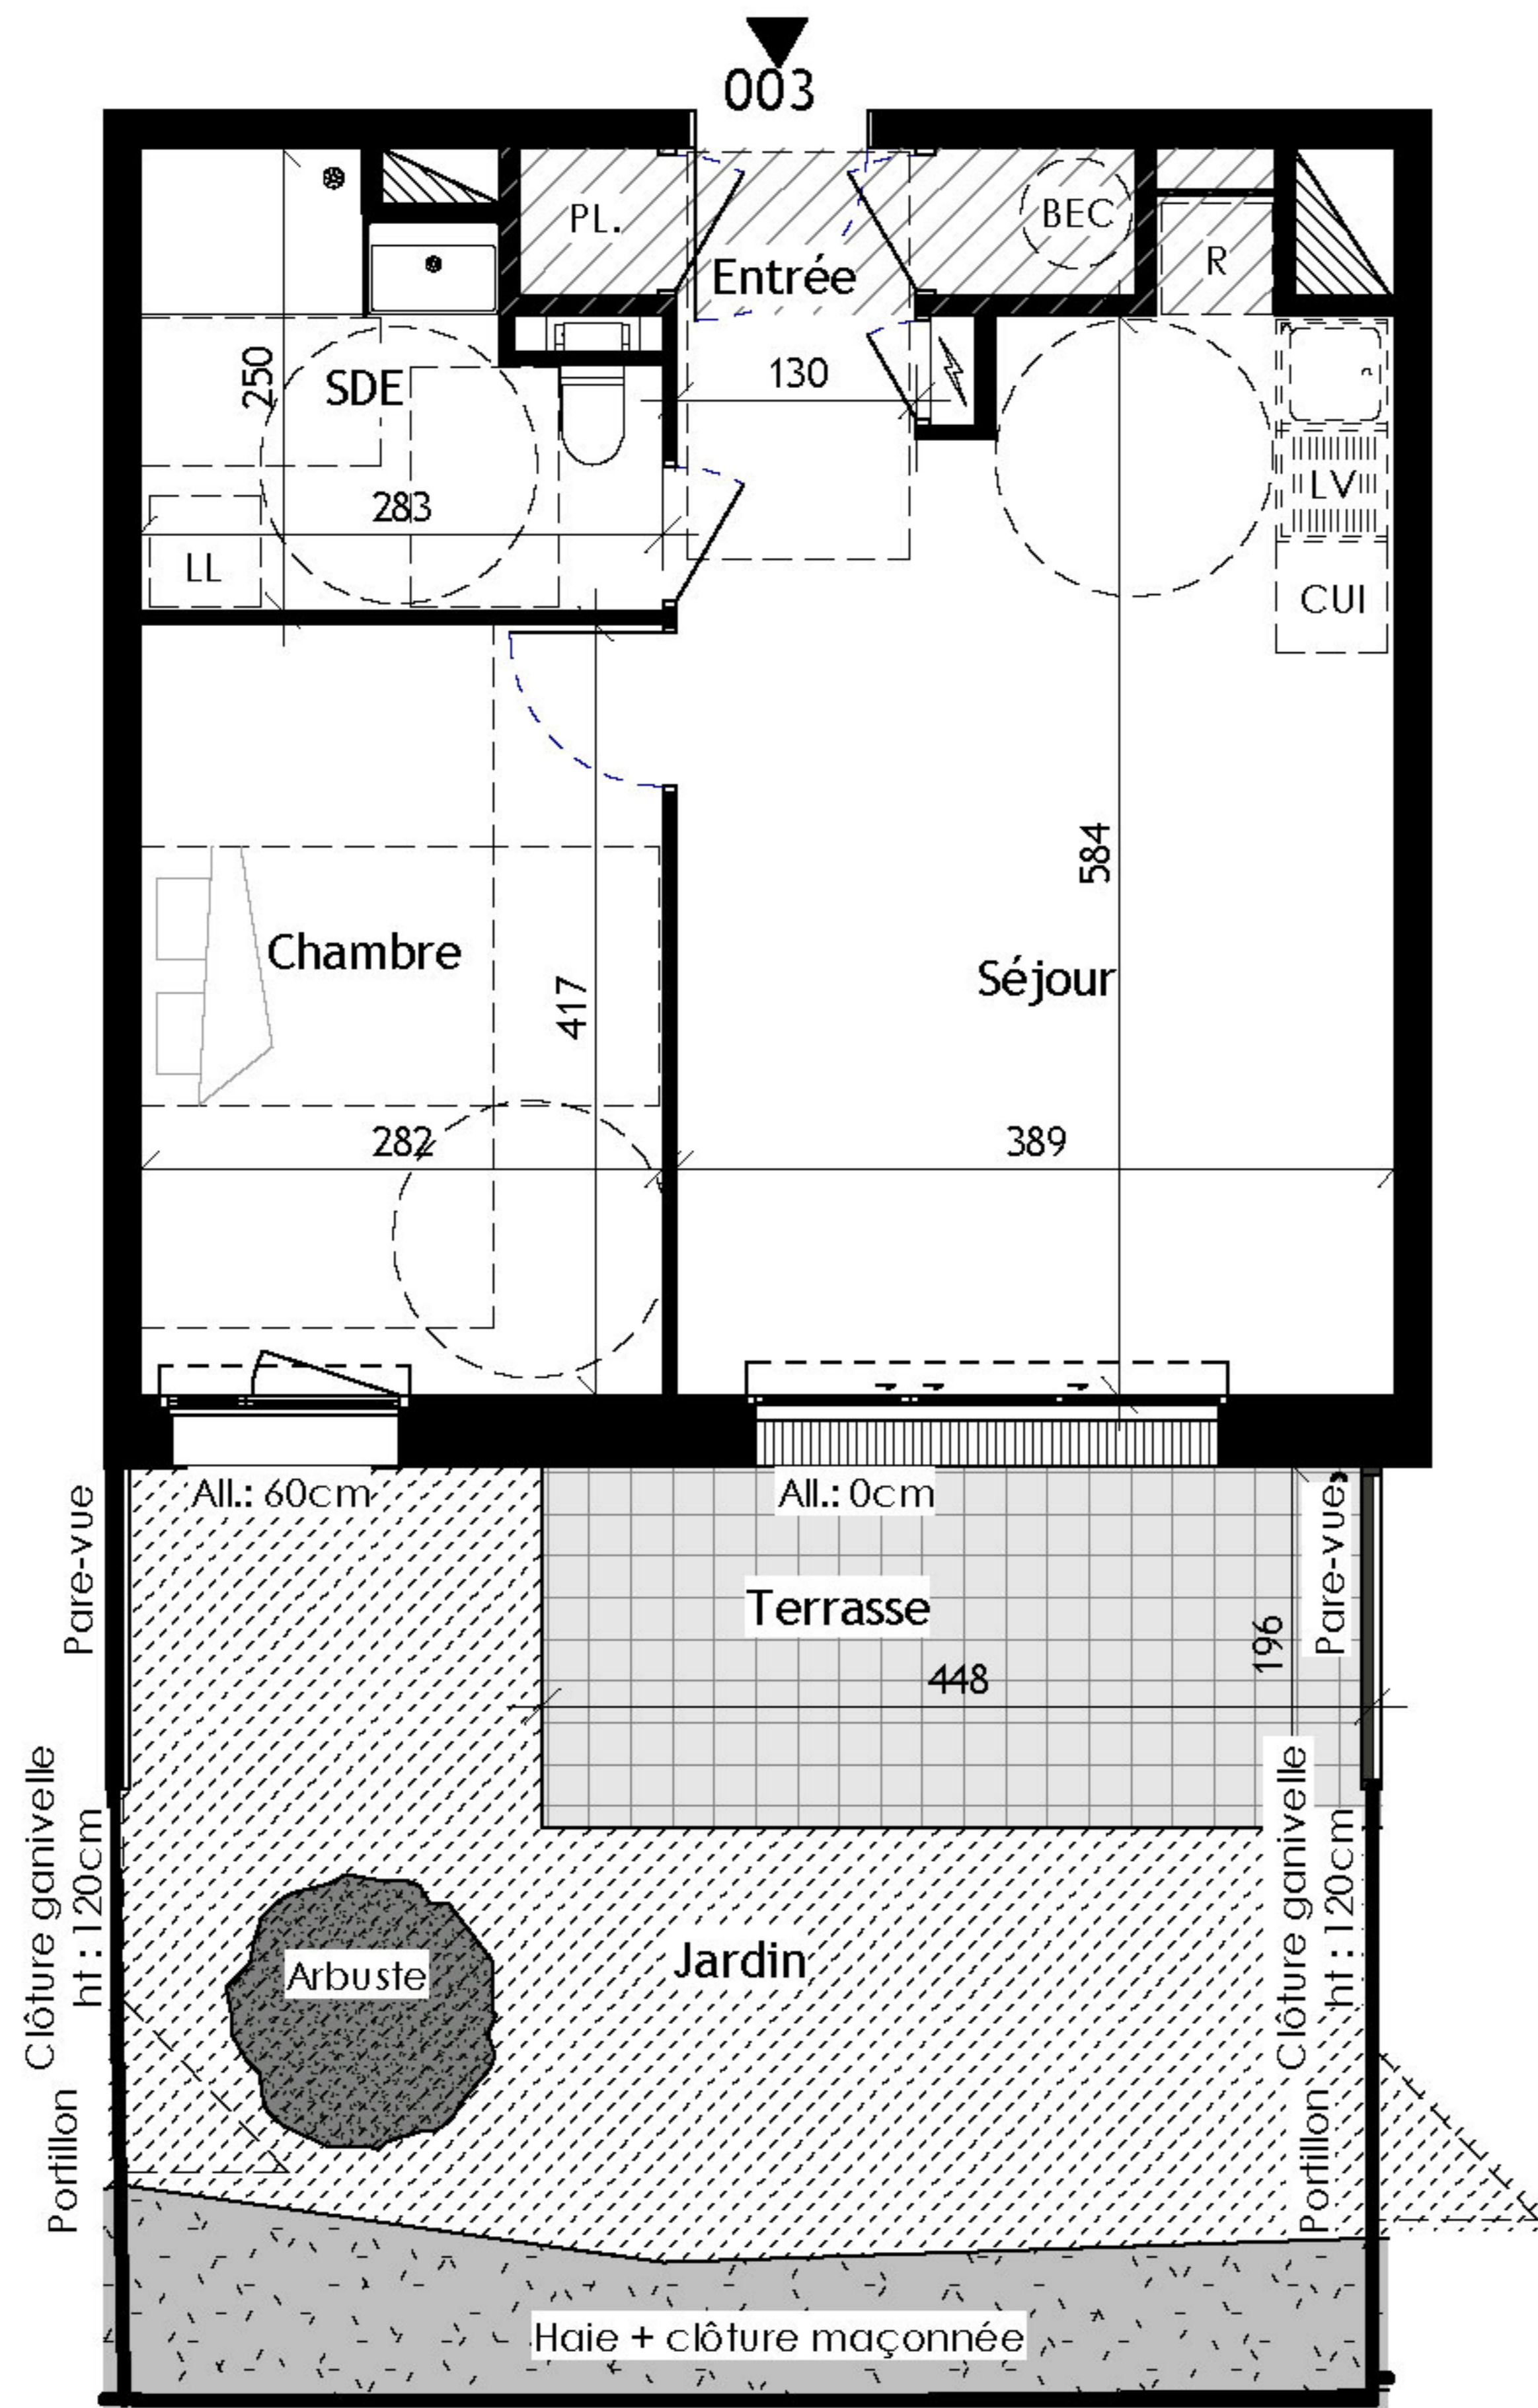 003
PL.
BEC
Entrée
R
250
SDE
130
283
LV
LL
CUI
584
Chambre
Séjour
417
282
389
All.: 60cm
All.: 0cm
Pare-vue
Pare-vue
Terrasse
196
448
Clôture ganivelle
ht : 120cm
Clôture ganivelle
ht : 120cm
Arbuste
Jardin
Portillon
Portillon
Haie + clôture maçonnée